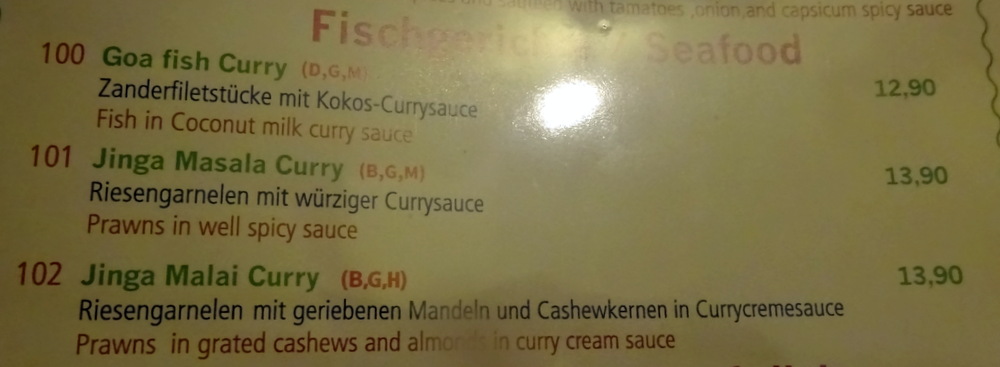 with tamatoes ,onion,and capsicum spicy sauce
Seafood
100 Goa fish Curry (D,G,M) 12,90
Zanderfiletstücke mit Kokos-Currysauce
Fish in Coconut milk curry sauce
101 Jinga Masala Curry (B,G,M) 13,90
Riesengarnelen mit würziger Currysauce
Prawns in well spicy sauce
102 Jinga Malai Curry (B,G,H) 13,90
Riesengarnelen mit geriebenen Mandeln und Cashewkernen in Currycremesauce
Prawns in grated cashews and almonds in curry cream sauce